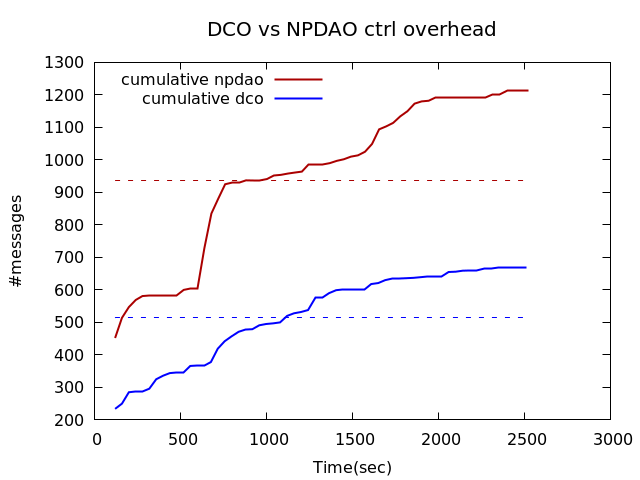 DCO vs NPDAO ctrl overhead
1300
1200
1100
1000
900
800
700
600
500
400
300
200
#messages
cumulative npdao
cumulative dco
0 500 1000 1500 2000 2500 3000
Time(sec)